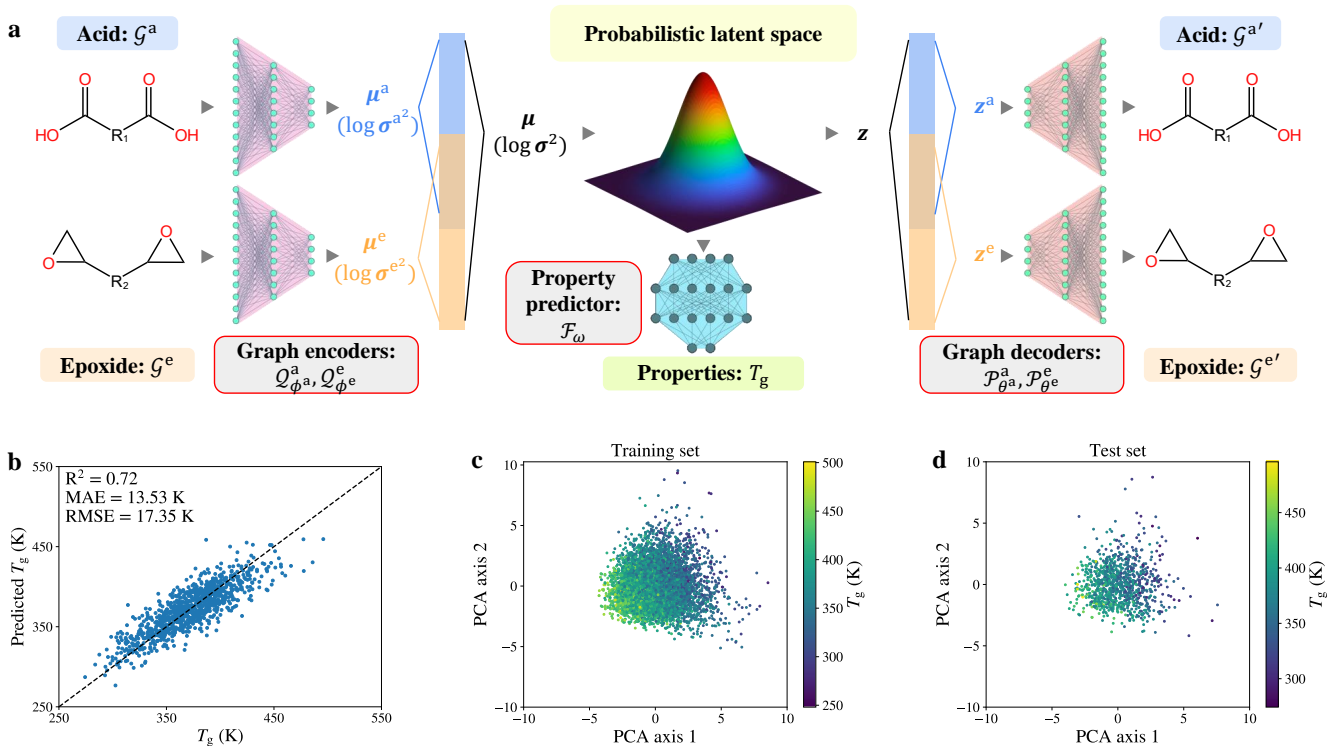 a
Acid: 𝒢ᵃ
Probabilistic latent space
Acid: 𝒢ᵃ′
O O
HO OH
R₁
μᵃ
(log σᵃ²)
μ
(log σ²)
z
zᵃ
O O
HO OH
R₁
O O
R₂
μᵉ
(log σᵉ²)
zᵉ
O O
R₂
Property
predictor:
ℱ_ω
Epoxide: 𝒢ᵉ
Graph encoders:
𝒬ᵃ_ϕᵃ, 𝒬ᵉ_ϕᵉ
Properties: T_g
Graph decoders:
𝒫ᵃ_θᵃ, 𝒫ᵉ_θᵉ
Epoxide: 𝒢ᵉ′
b
R² = 0.72
MAE = 13.53 K
RMSE = 17.35 K
550
450
350
250
250 350 450 550
Predicted T_g (K)
T_g (K)
c
Training set
10
5
0
−5
−10
−10 −5 0 5 10
PCA axis 2
PCA axis 1
500
450
400
350
300
250
T_g (K)
d
Test set
10
5
0
−5
−10
−10 −5 0 5 10
PCA axis 2
PCA axis 1
450
400
350
300
T_g (K)